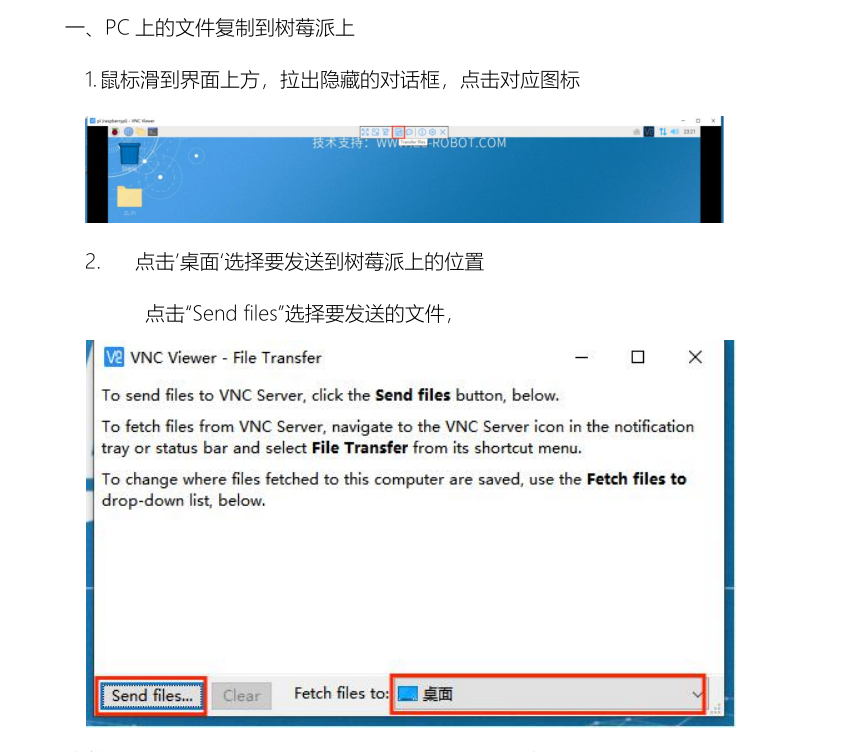 一、PC 上的文件复制到树莓派上
1.鼠标滑到界面上方，拉出隐藏的对话框，点击对应图标
pi (raspberrypi) - VNC Viewer
技术支持：WWW. -ROBOT.COM
Transfer files
2. 点击‘桌面‘选择要发送到树莓派上的位置
点击“Send files”选择要发送的文件，
VNC Viewer - File Transfer
To send files to VNC Server, click the Send files button, below.
To fetch files from VNC Server, navigate to the VNC Server icon in the notification
tray or status bar and select File Transfer from its shortcut menu.
To change where files fetched to this computer are saved, use the Fetch files to
drop-down list, below.
Send files... Clear Fetch files to: 桌面